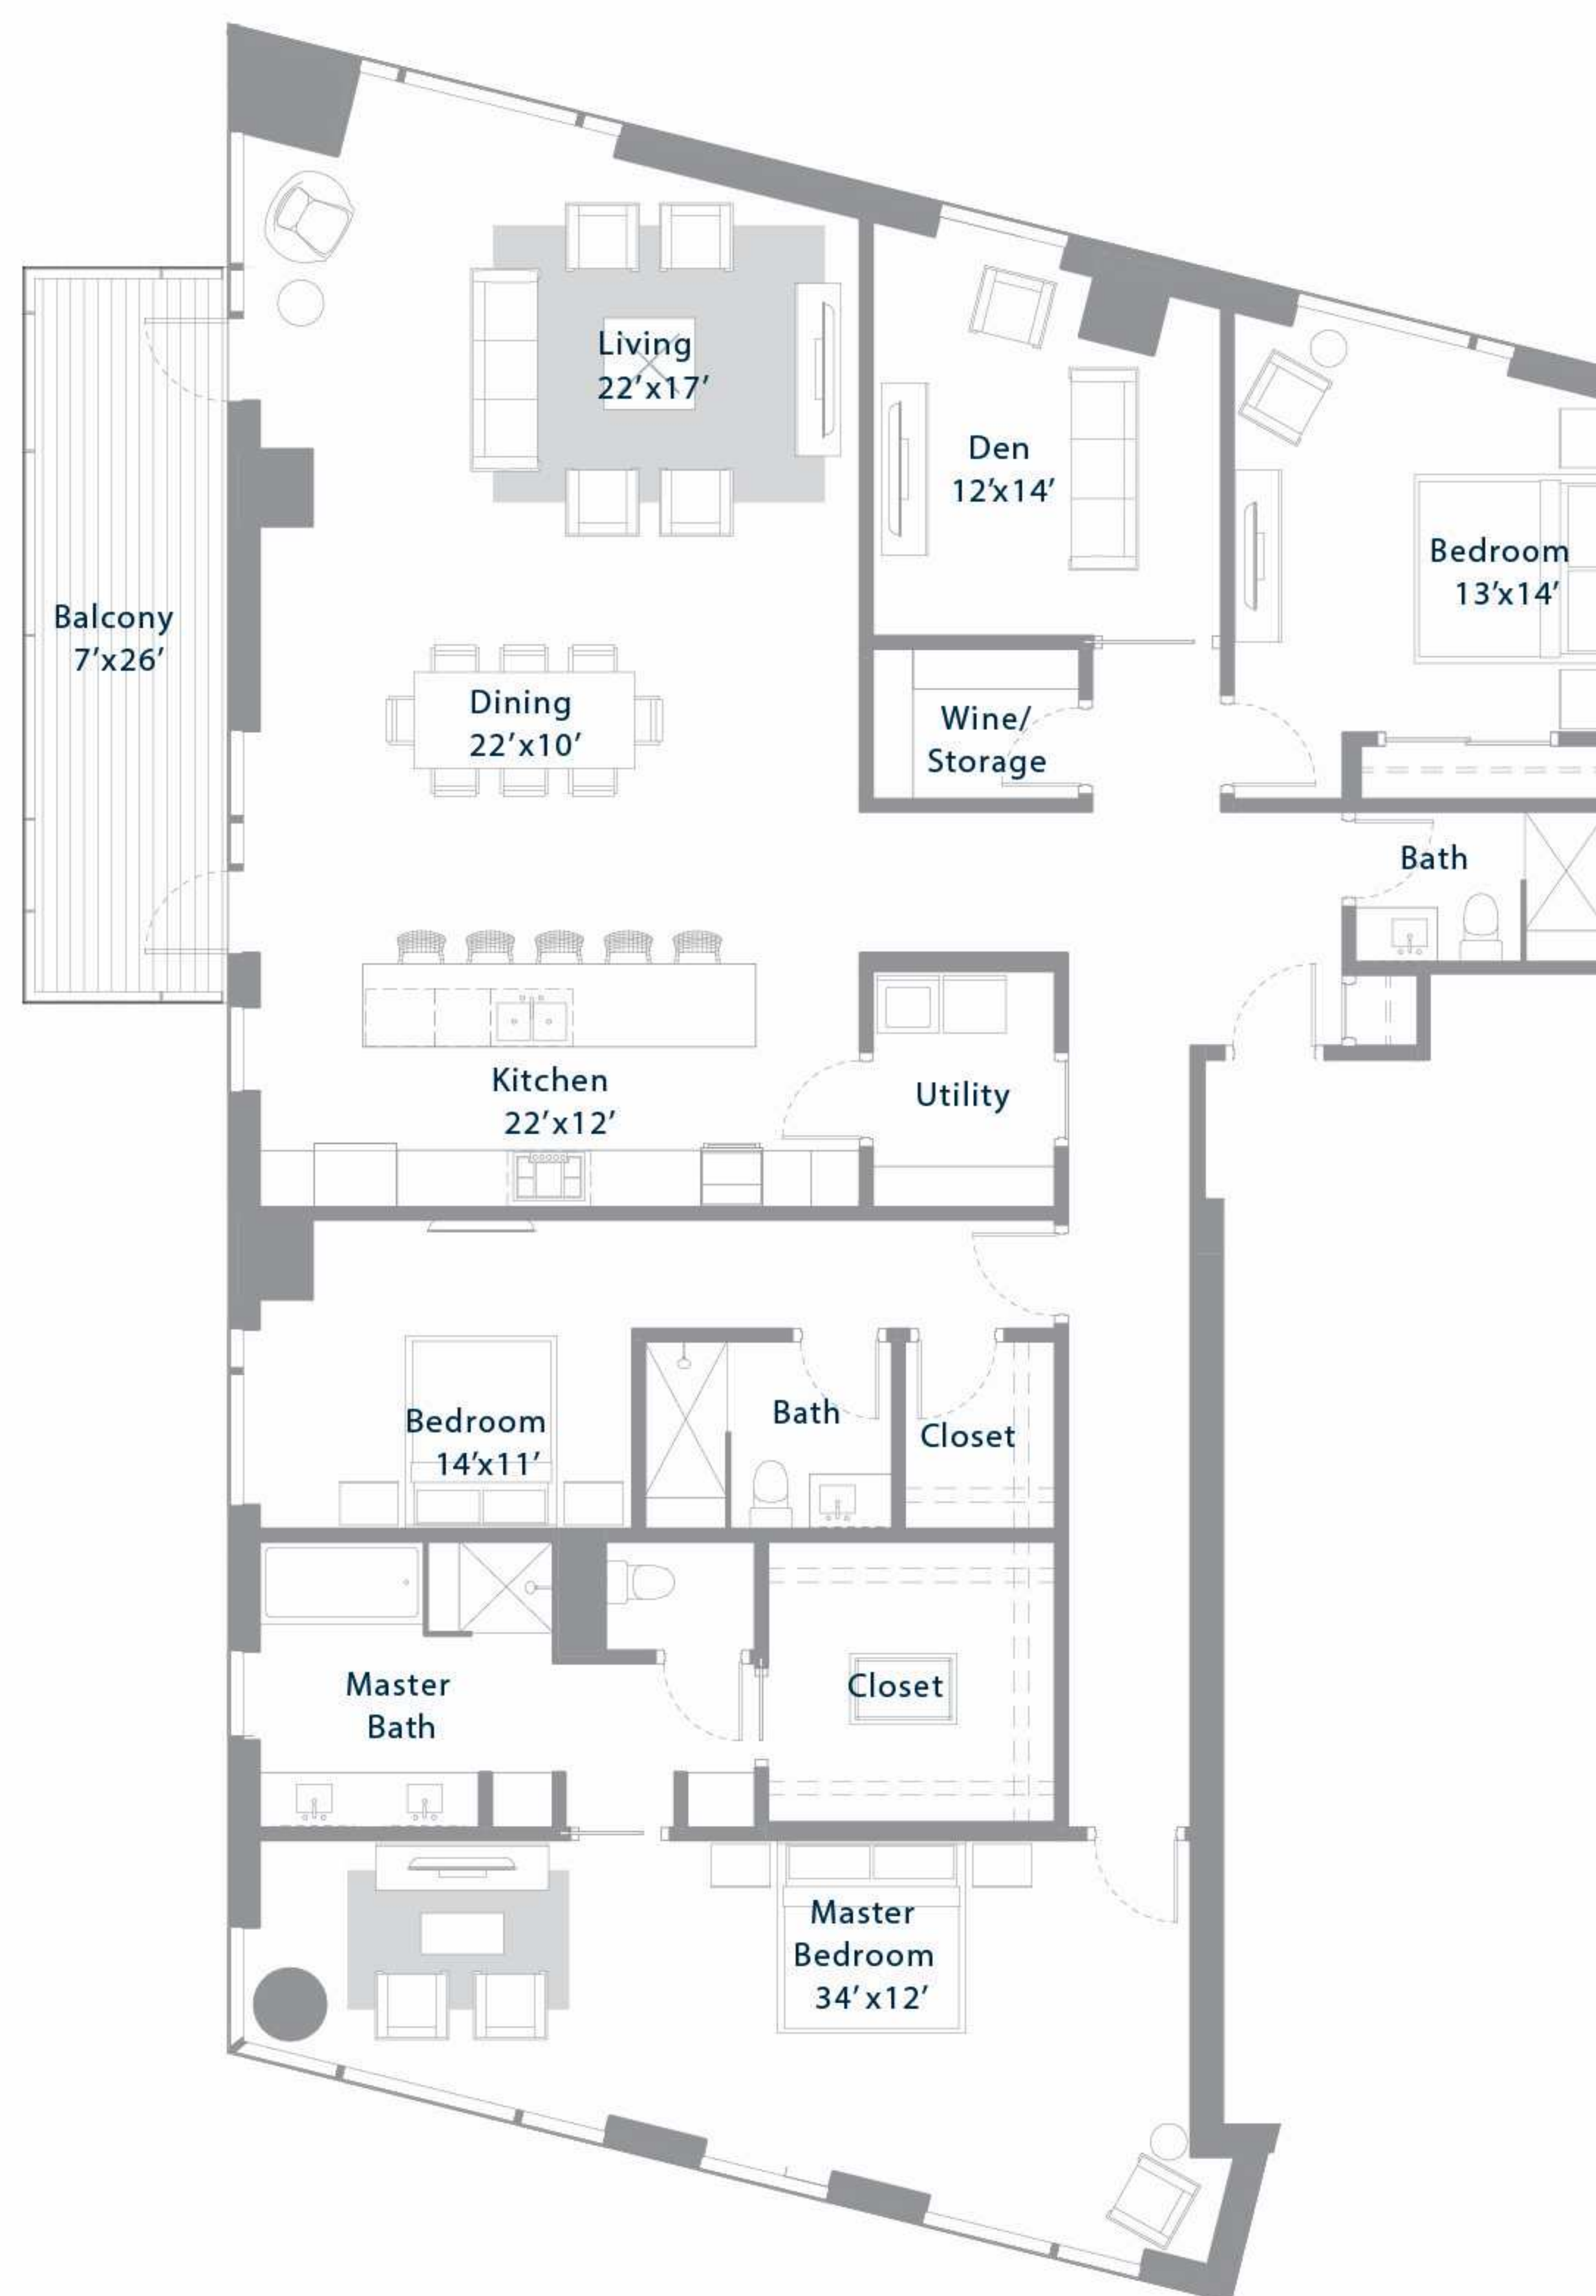 Living
22'x17'
Den
12'x14'
Bedroom
13'x14'
Balcony
7'x26'
Dining
22'x10'
Wine/
Storage
Bath
Kitchen
22'x12'
Utility
Bedroom
14'x11'
Bath
Closet
Master
Bath
Closet
Master
Bedroom
34'x12'